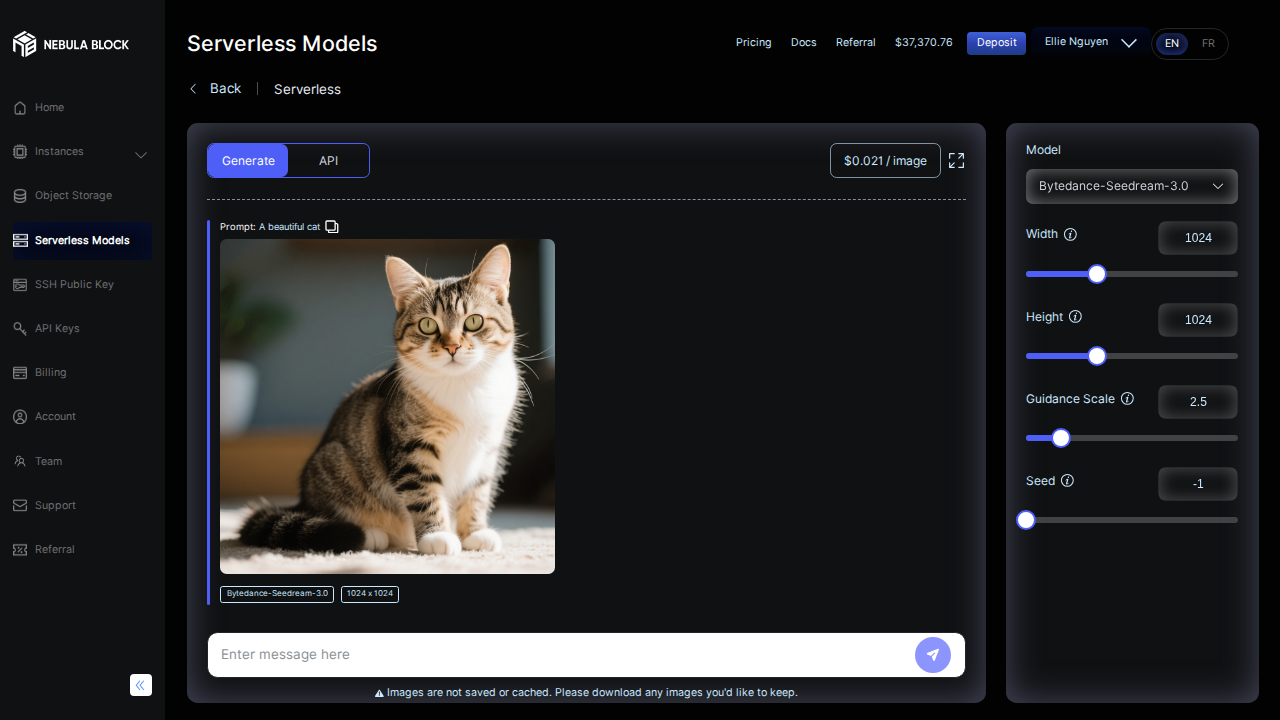 NEBULA BLOCK
Home
Instances
Object Storage
Serverless Models
SSH Public Key
API Keys
Billing
Account
Team
Support
Referral
Serverless Models
Pricing Docs Referral $37,370.76 Deposit Ellie Nguyen EN FR
Back Serverless
Generate API $0.021 / image
Prompt: A beautiful cat
Bytedance-Seedream-3.0 1024 x 1024
Enter message here
Images are not saved or cached. Please download any images you'd like to keep.
Model
Bytedance-Seedream-3.0
Width 1024
Height 1024
Guidance Scale 2.5
Seed -1